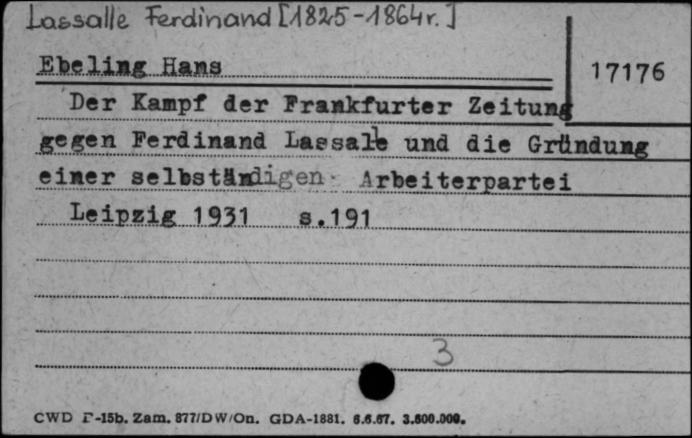 Lassalle Ferdinand [1825-1864r.]
Ebeling Hans
17176
Der Kampf der Frankfurter Zeitung
gegen Ferdinand Lassale und die Gründung
einer selbständigen Arbeiterpartei
Leipzig 1931 s.191
3
CWD F-15b. Zam. 877/DW/On. GDA-1881. 6.6.67. 3.600.000.